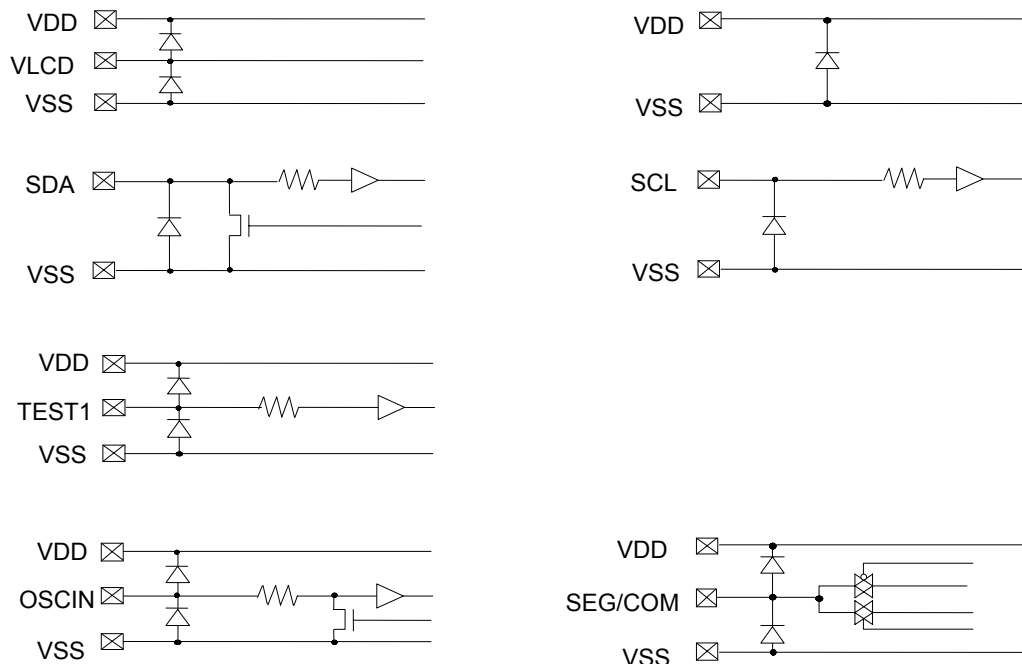 VDD
VLCD
VSS
VDD
VSS
SDA
VSS
SCL
VSS
VDD
TEST1
VSS
VDD
OSCIN
VSS
VDD
SEG/COM
VSS